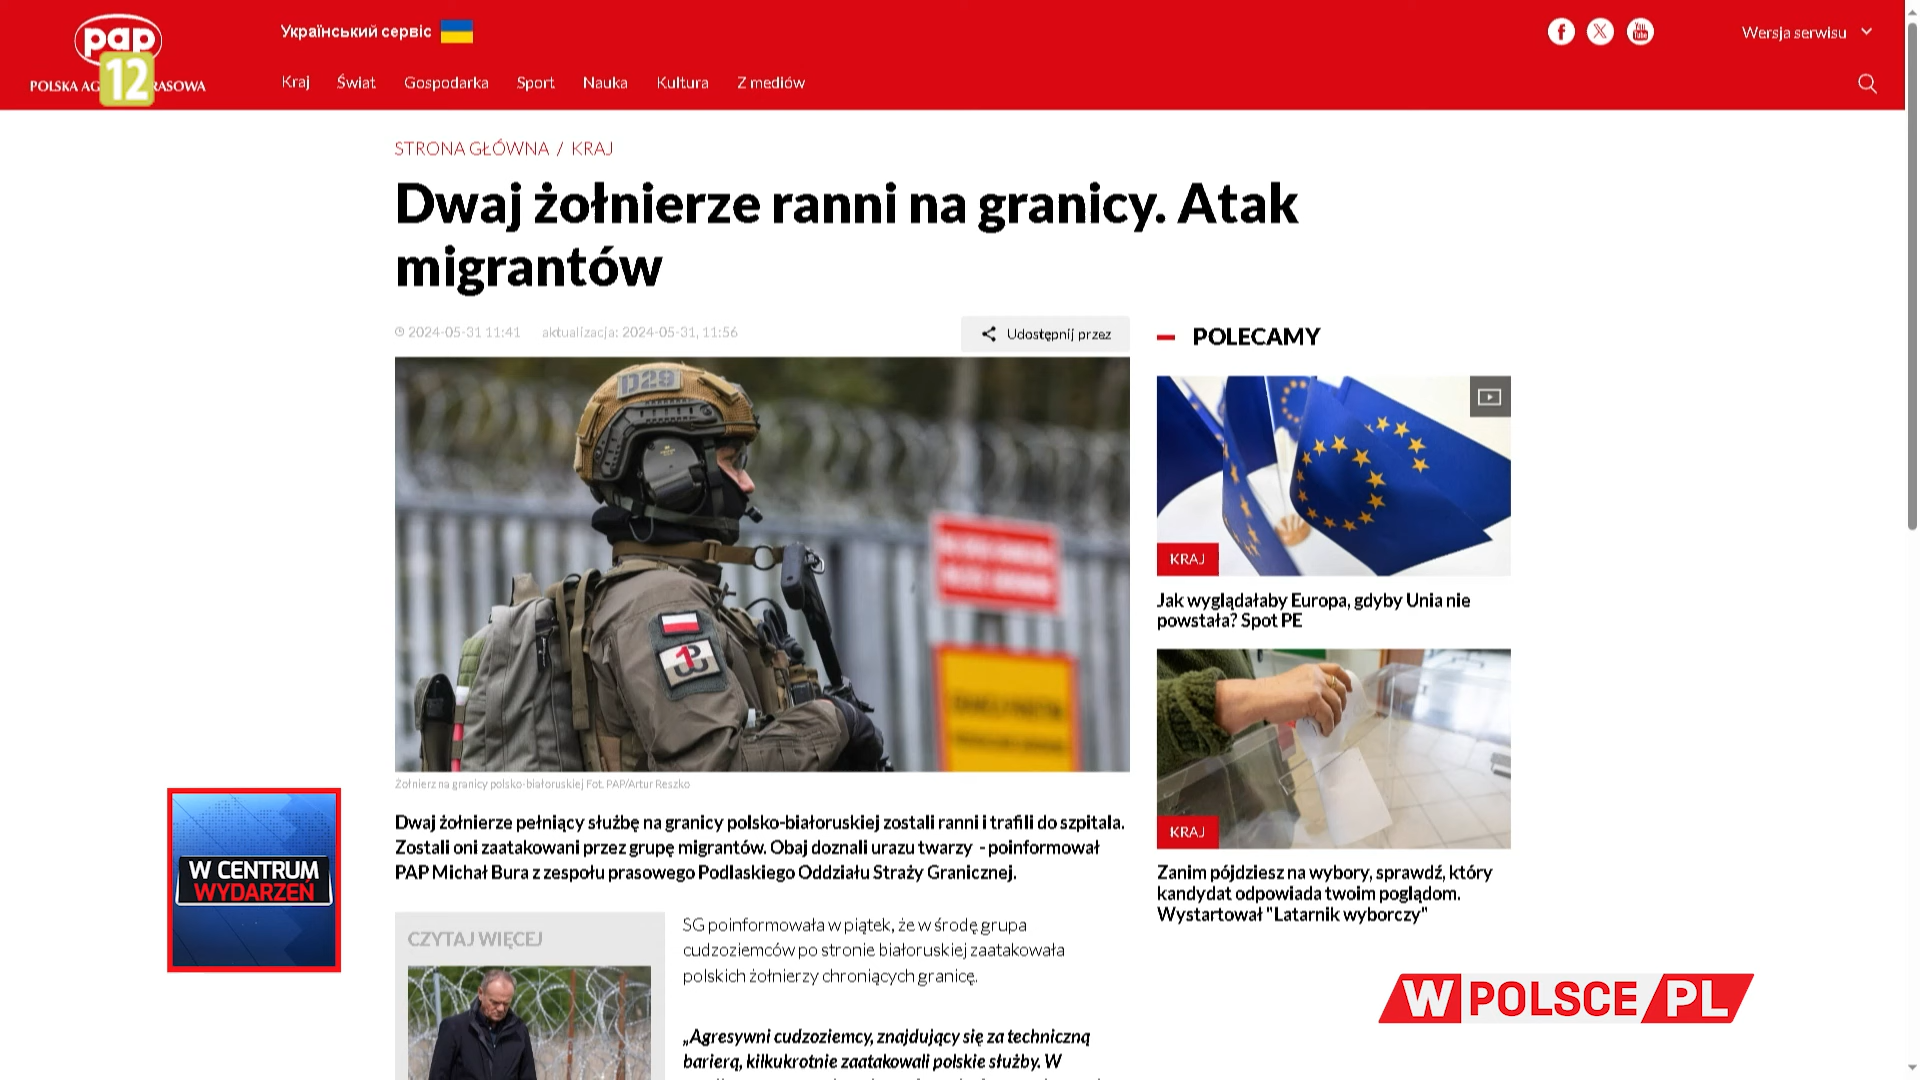 pap
12
POLSKA AG RASOWA
Український сервіс
Wersja serwisu
Kraj Świat Gospodarka Sport Nauka Kultura Z mediów
STRONA GŁÓWNA / KRAJ
Dwaj żołnierze ranni na granicy. Atak
migrantów
2024-05-31 11:41 aktualizacja: 2024-05-31, 11:56
Udostępnij przez
D29
Żołnierz na granicy polsko-białoruskiej Fot. PAP/Artur Reszko
Dwaj żołnierze pełniący służbę na granicy polsko-białoruskiej zostali ranni i trafili do szpitala.
Zostali oni zaatakowani przez grupę migrantów. Obaj doznali urazu twarzy - poinformował
PAP Michał Bura z zespołu prasowego Podlaskiego Oddziału Straży Granicznej.
CZYTAJ WIĘCEJ
SG poinformowała w piątek, że w środę grupa
cudzoziemców po stronie białoruskiej zaatakowała
polskich żołnierzy chroniących granicę.
„Agresywni cudzoziemcy, znajdujący się za techniczną
barierą, kilkukrotnie zaatakowali polskie służby. W
POLECAMY
KRAJ
Jak wyglądałaby Europa, gdyby Unia nie
powstała? Spot PE
KRAJ
Zanim pójdziesz na wybory, sprawdź, który
kandydat odpowiada twoim poglądom.
Wystartował "Latarnik wyborczy"
W CENTRUM
WYDARZEŃ
W POLSCE/PL